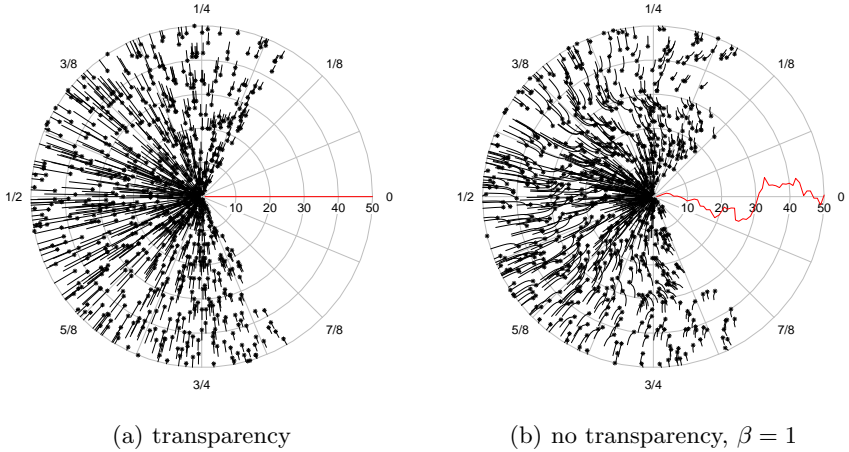 1/4 1/4
3/8 1/8 3/8 1/8
1/2 10 20 30 40 50 0 1/2 10 20 30 40 50 0
5/8 7/8 5/8 7/8
3/4 3/4
(a) transparency (b) no transparency, β = 1